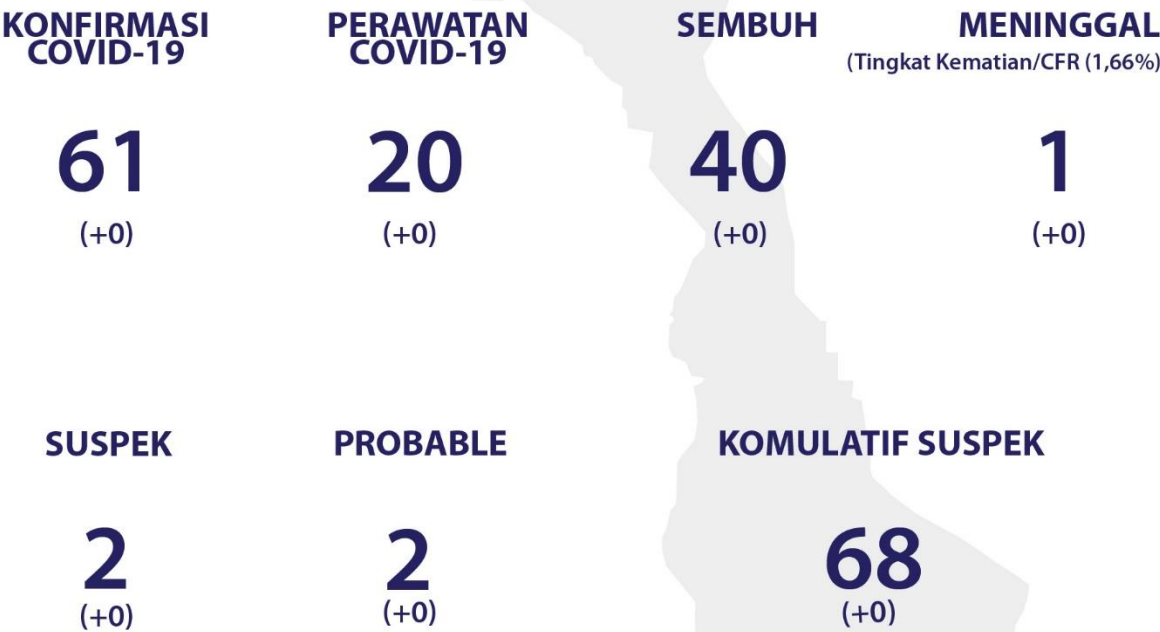 KONFIRMASI
COVID-19
61
(+0)
PERAWATAN
COVID-19
20
(+0)
SEMBUH
40
(+0)
MENINGGAL
(Tingkat Kematian/CFR (1,66%)
1
(+0)
SUSPEK
2
(+0)
PROBABLE
2
(+0)
KOMULATIF SUSPEK
68
(+0)